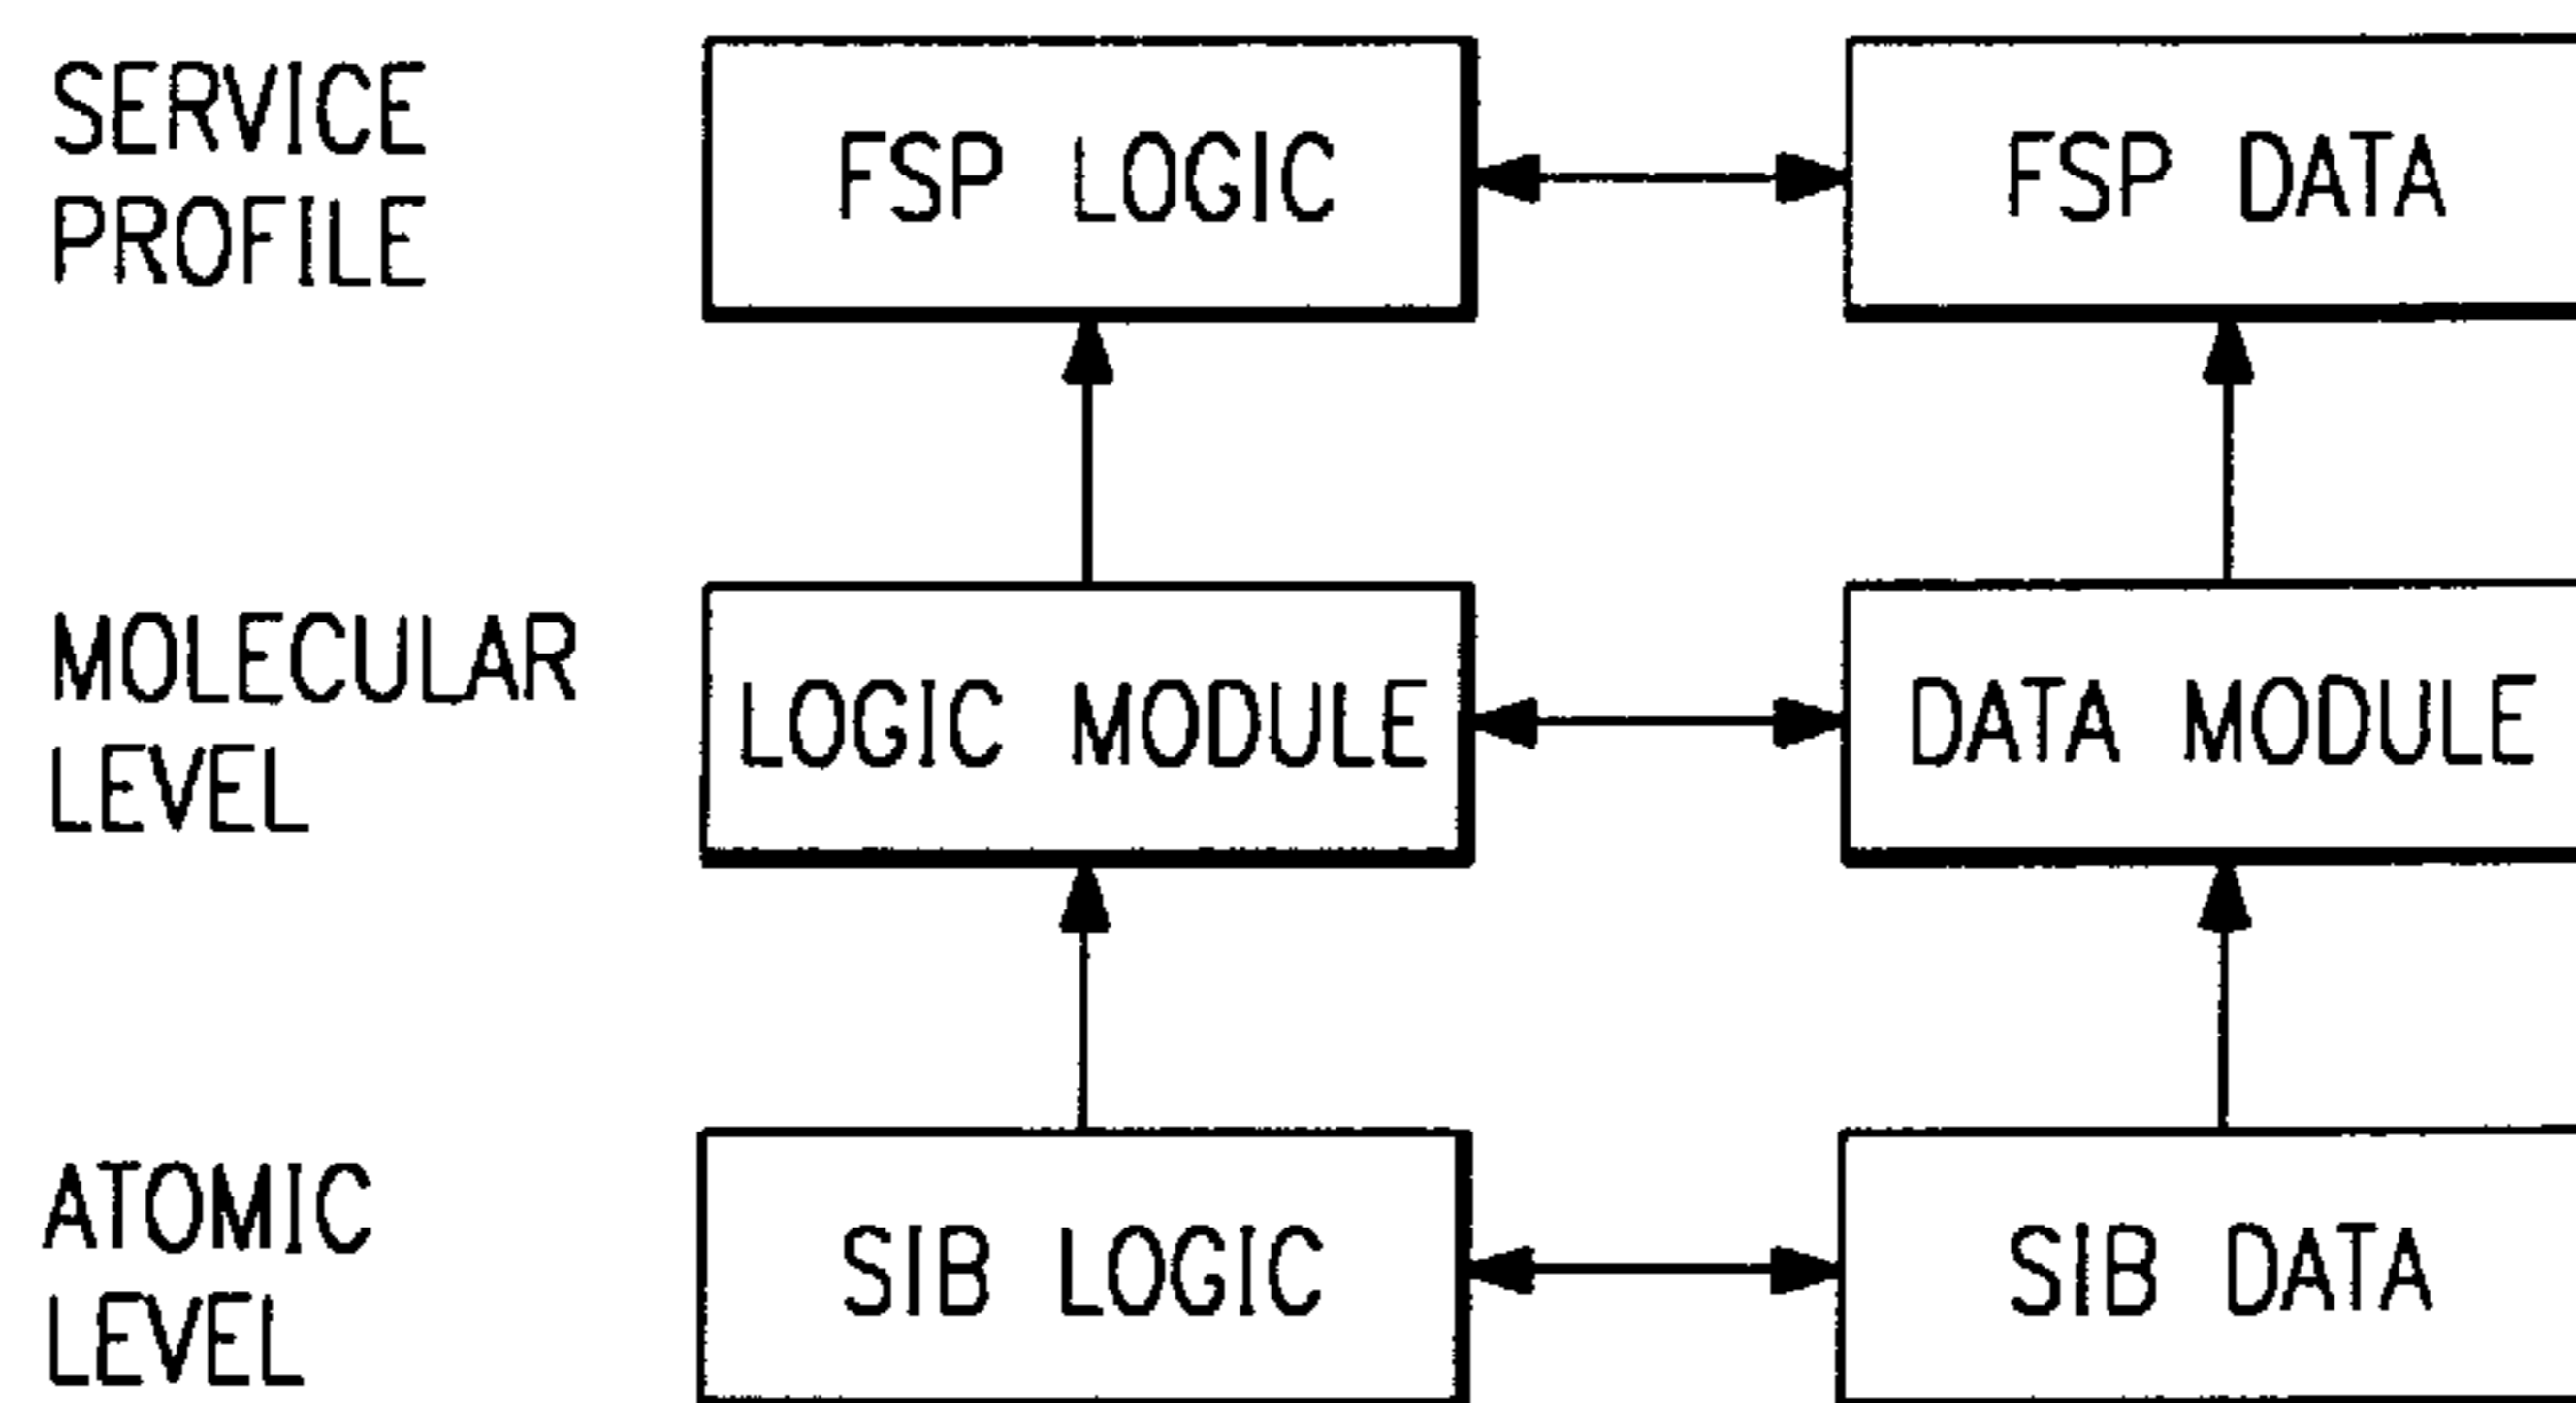 SERVICE
PROFILE
FSP LOGIC
FSP DATA
MOLECULAR
LEVEL
LOGIC MODULE
DATA MODULE
ATOMIC
LEVEL
SIB LOGIC
SIB DATA